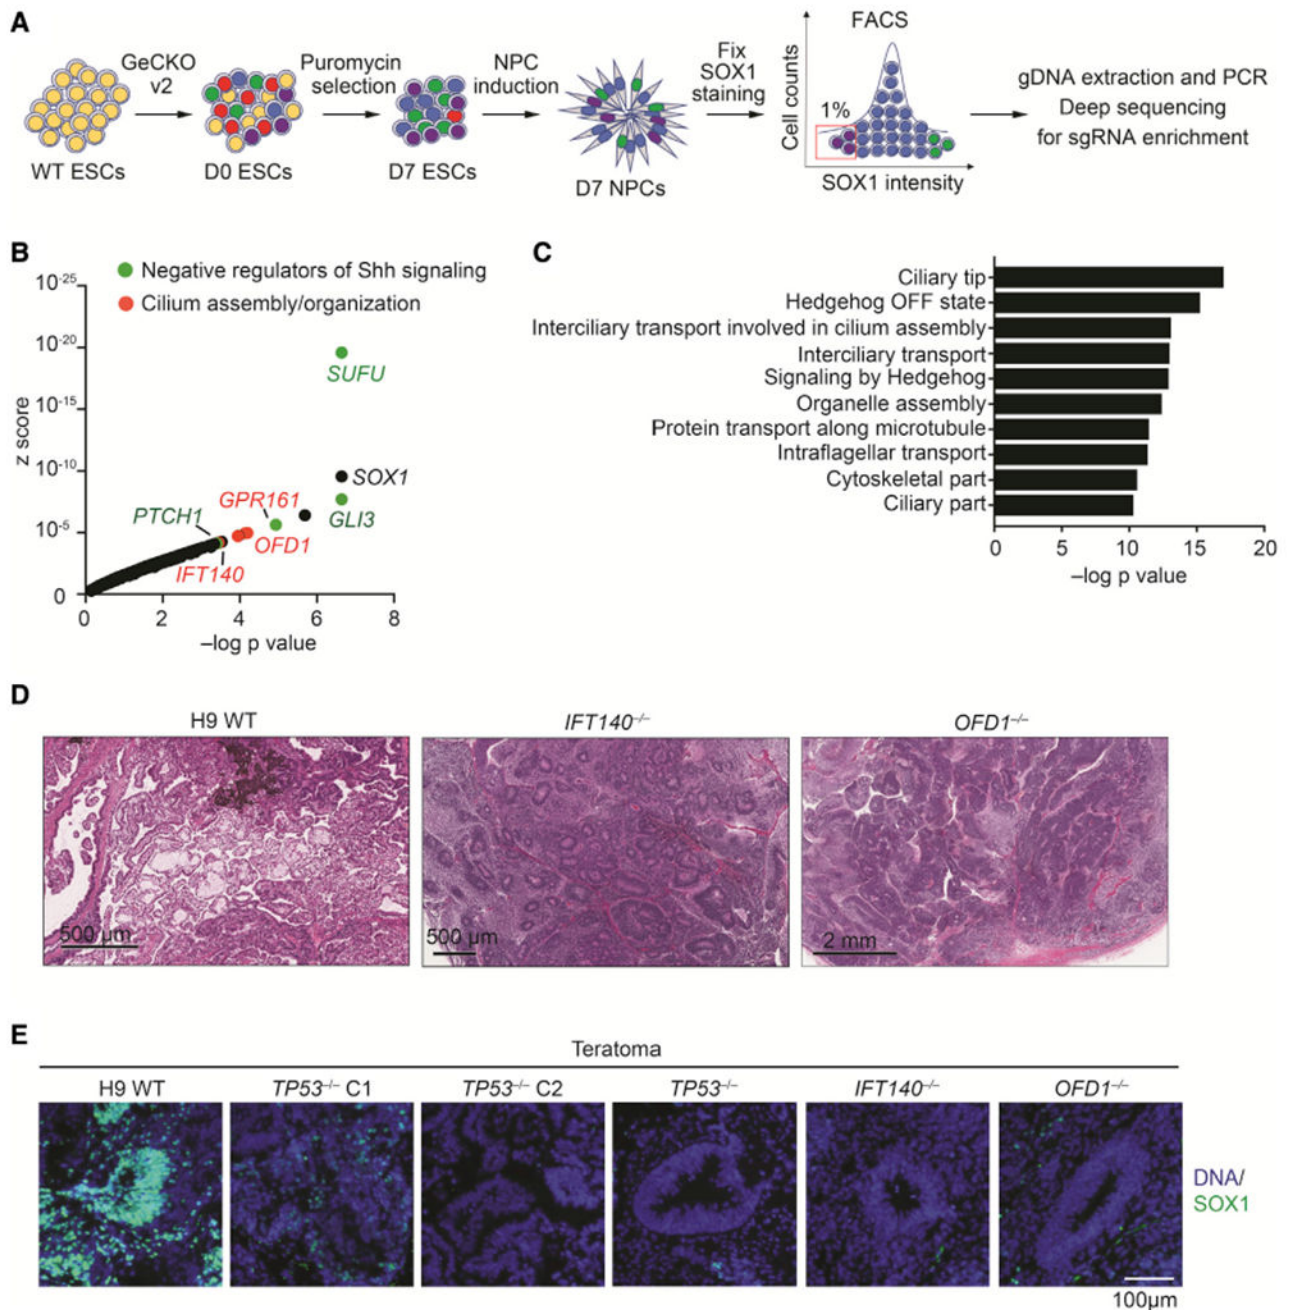 A
GeCKO
v2
Puromycin
selection
NPC
induction
Fix
SOX1
staining
FACS
Cell counts
1%
SOX1 intensity
gDNA extraction and PCR
Deep sequencing
for sgRNA enrichment
WT ESCs
D0 ESCs
D7 ESCs
D7 NPCs
B
Negative regulators of Shh signaling
Cilium assembly/organization
z score
10-25
10-20
10-15
10-10
10-5
0
SUFU
SOX1
GLI3
GPR161
PTCH1
OFD1
IFT140
0 2 4 6 8
–log p value
C
Ciliary tip
Hedgehog OFF state
Interciliary transport involved in cilium assembly
Interciliary transport
Signaling by Hedgehog
Organelle assembly
Protein transport along microtubule
Intraflagellar transport
Cytoskeletal part
Ciliary part
0 5 10 15 20
–log p value
D
H9 WT
IFT140–/–
OFD1–/–
500 µm
500 µm
2 mm
E
Teratoma
H9 WT
TP53–/– C1
TP53–/– C2
TP53–/–
IFT140–/–
OFD1–/–
DNA/
SOX1
100µm